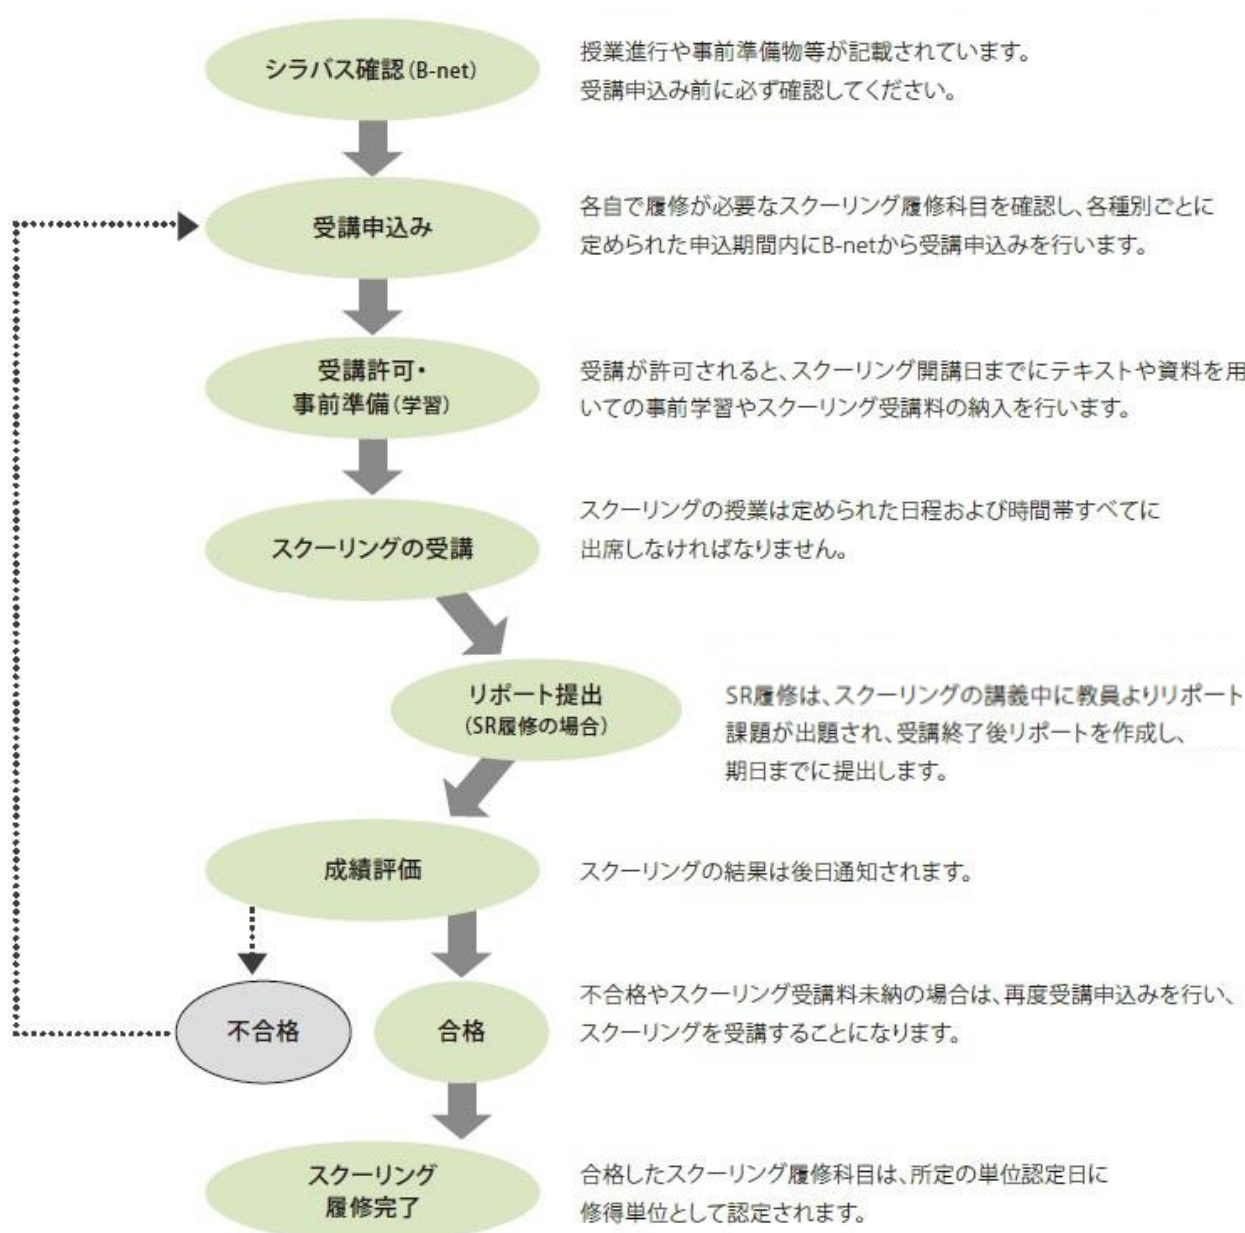 シラバス確認(B-net)
授業進行や事前準備物等が記載されています。
受講申込み前に必ず確認してください。
受講申込み
各自で履修が必要なスクーリング履修科目を確認し、各種別ごとに
定められた申込期間内にB-netから受講申込みを行います。
受講許可・
事前準備(学習)
受講が許可されると、スクーリング開講日までにテキストや資料を用
いての事前学習やスクーリング受講料の納入を行います。
スクーリングの受講
スクーリングの授業は定められた日程および時間帯すべてに
出席しなければなりません。
リポート提出
(SR履修の場合)
SR履修は、スクーリングの講義中に教員よりリポート
課題が出題され、受講終了後リポートを作成し、
期日までに提出します。
成績評価
スクーリングの結果は後日通知されます。
不合格
合格
不合格やスクーリング受講料未納の場合は、再度受講申込みを行い、
スクーリングを受講することになります。
スクーリング
履修完了
合格したスクーリング履修科目は、所定の単位認定日に
修得単位として認定されます。